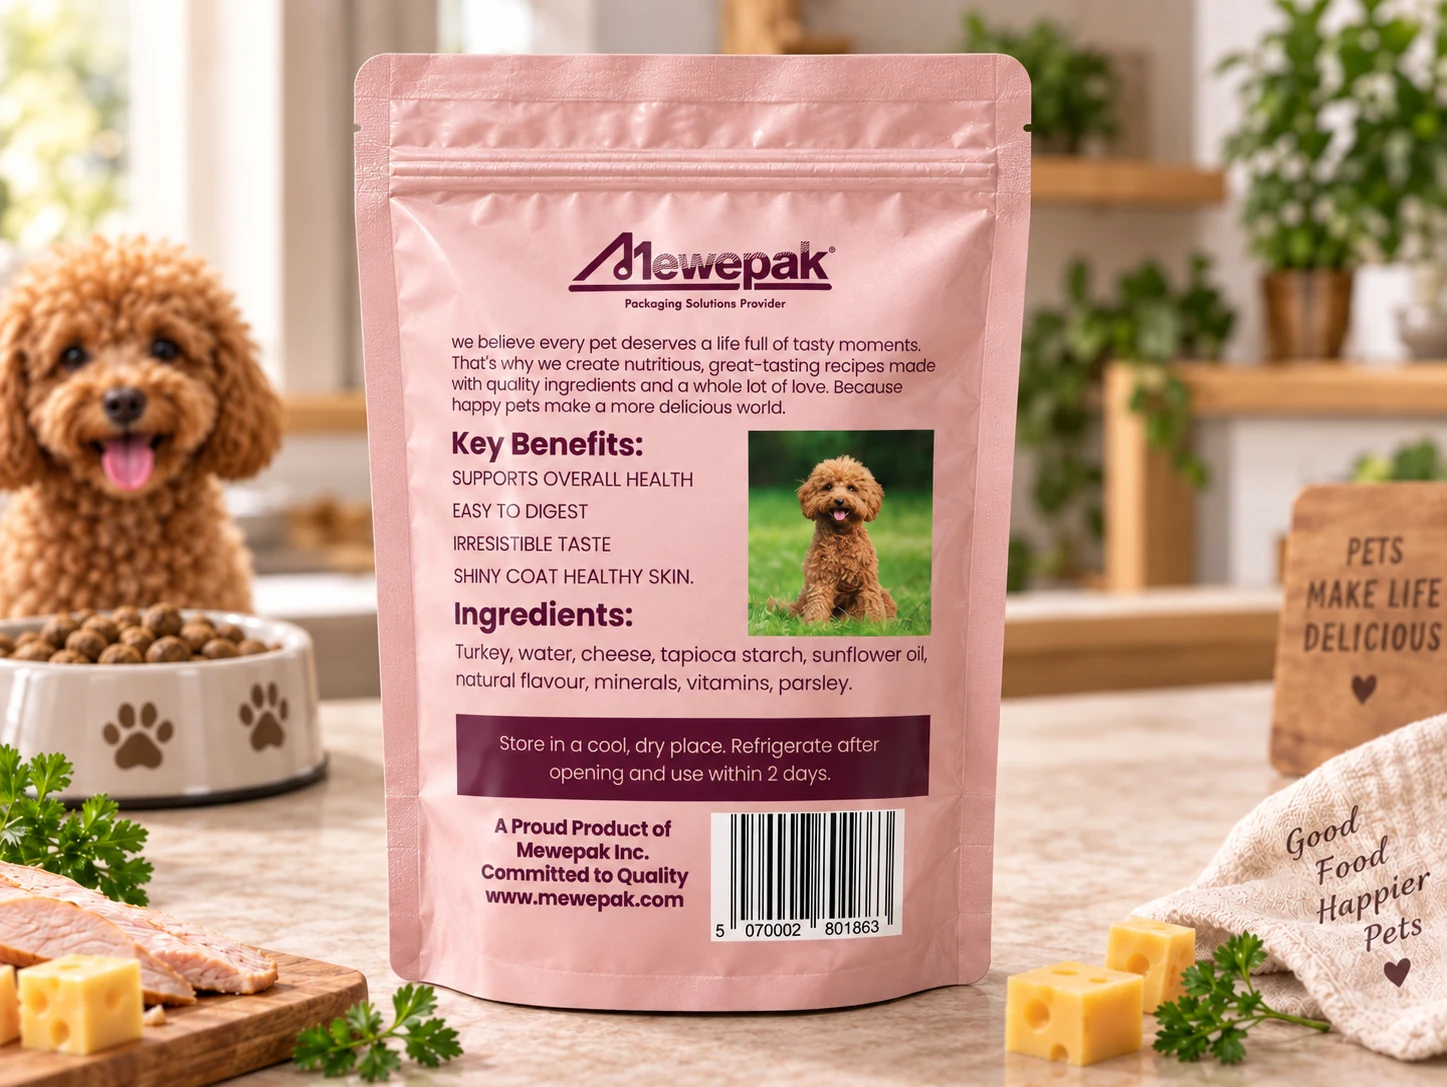 Mewepak®
Packaging Solutions Provider
we believe every pet deserves a life full of tasty moments.
That's why we create nutritious, great-tasting recipes made
with quality ingredients and a whole lot of love. Because
happy pets make a more delicious world.
Key Benefits:
SUPPORTS OVERALL HEALTH
EASY TO DIGEST
IRRESISTIBLE TASTE
SHINY COAT HEALTHY SKIN.
Ingredients:
Turkey, water, cheese, tapioca starch, sunflower oil,
natural flavour, minerals, vitamins, parsley.
Store in a cool, dry place. Refrigerate after
opening and use within 2 days.
A Proud Product of
Mewepak Inc.
Committed to Quality
www.mewepak.com
5 070002 801863
PETS
MAKE LIFE
DELICIOUS
Good
Food
Happier
Pets